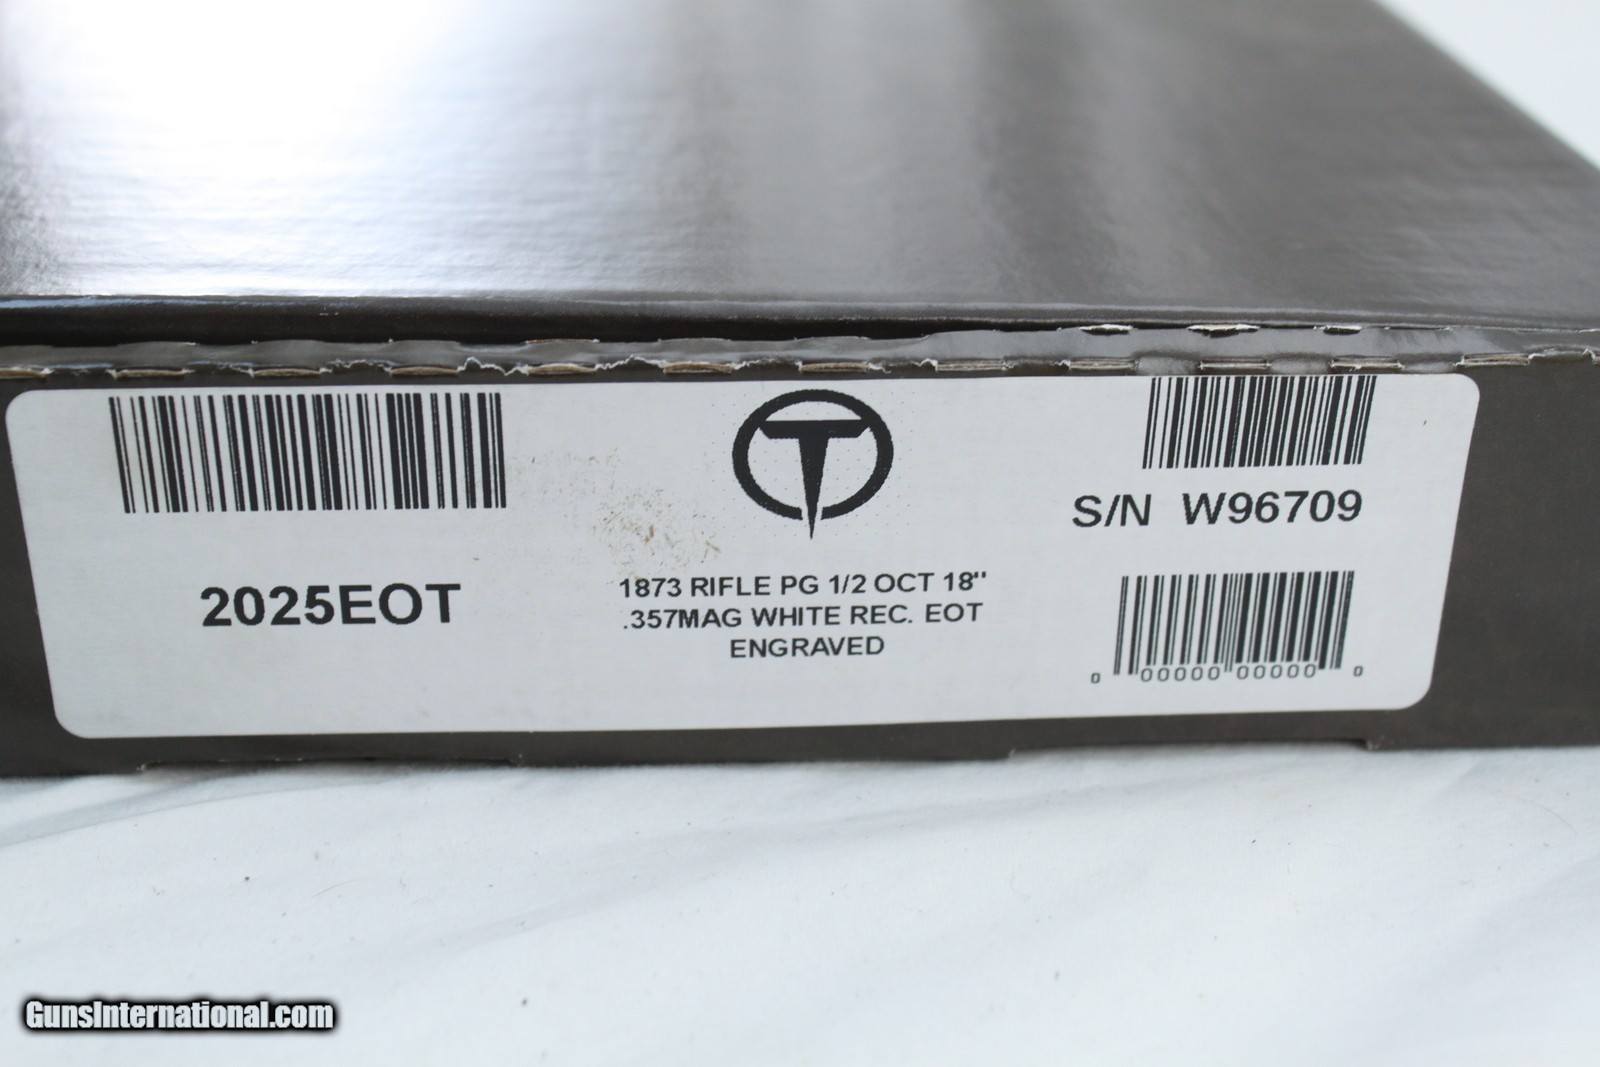 T
S/N W96709
2025EOT
1873 RIFLE PG 1/2 OCT 18"
.357MAG WHITE REC. EOT
ENGRAVED
0 00000 00000 0
GunsInternational.com